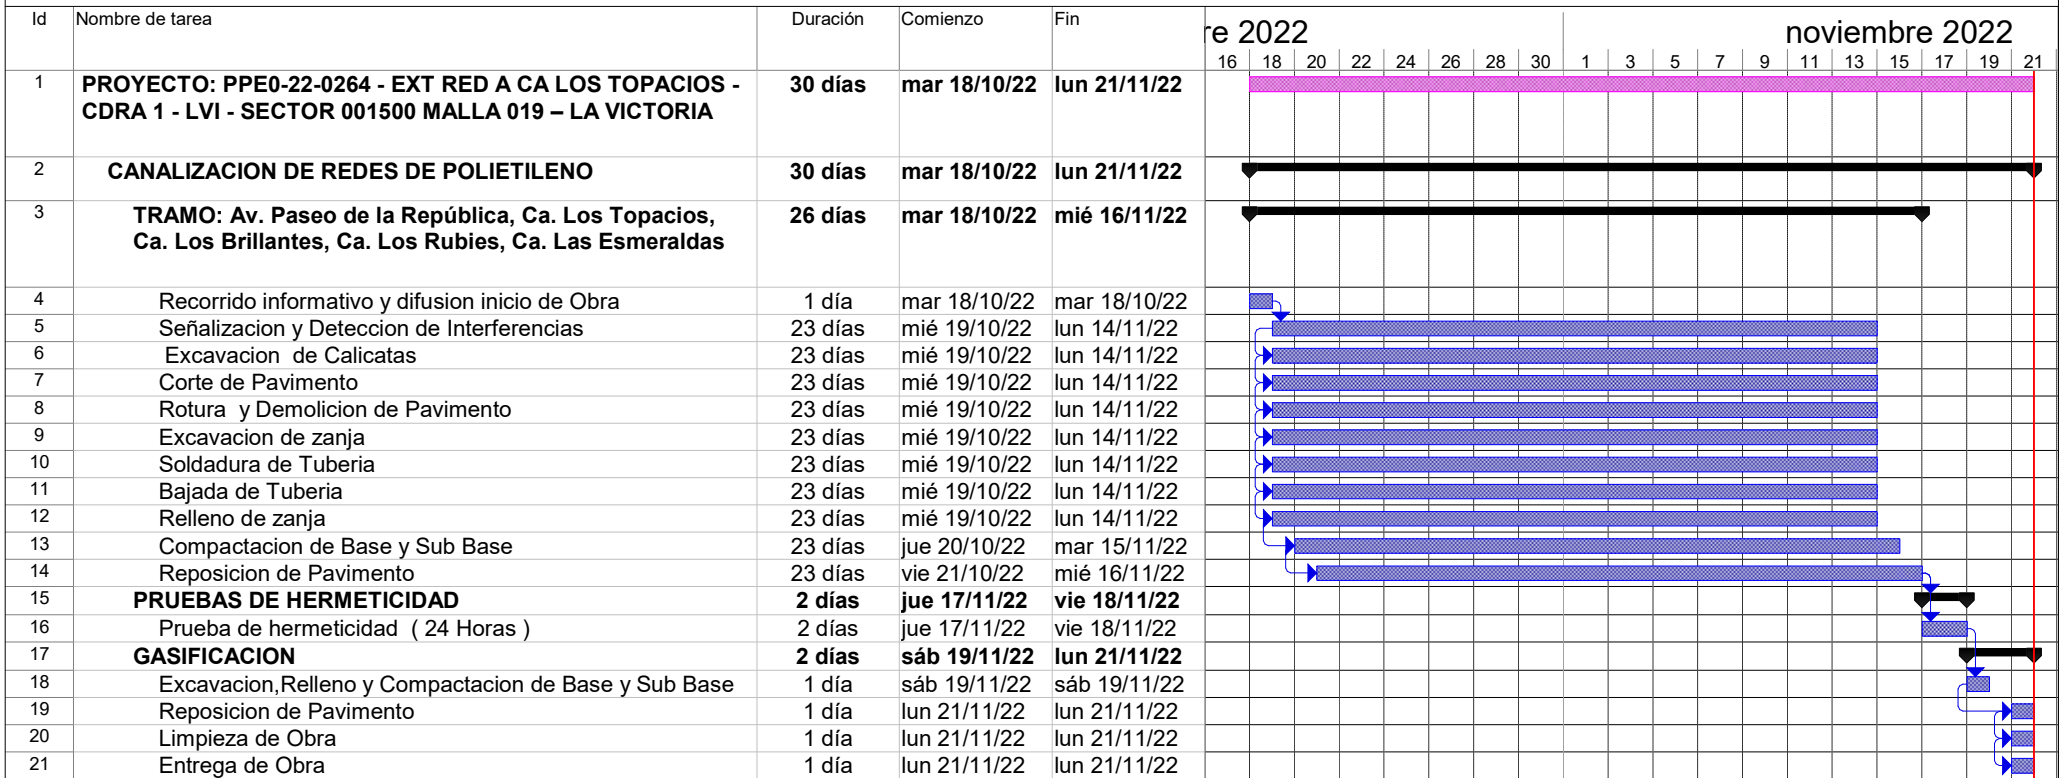 Id Nombre de tarea Duración Comienzo Fin
re 2022 noviembre 2022
16 18 20 22 24 26 28 30 1 3 5 7 9 11 13 15 17 19 21
1 PROYECTO: PPE0-22-0264 - EXT RED A CA LOS TOPACIOS - 30 días mar 18/10/22 lun 21/11/22
CDRA 1 - LVI - SECTOR 001500 MALLA 019 – LA VICTORIA
2 CANALIZACION DE REDES DE POLIETILENO 30 días mar 18/10/22 lun 21/11/22
3 TRAMO: Av. Paseo de la República, Ca. Los Topacios, 26 días mar 18/10/22 mié 16/11/22
Ca. Los Brillantes, Ca. Los Rubies, Ca. Las Esmeraldas
4 Recorrido informativo y difusion inicio de Obra 1 día mar 18/10/22 mar 18/10/22
5 Señalizacion y Deteccion de Interferencias 23 días mié 19/10/22 lun 14/11/22
6 Excavacion de Calicatas 23 días mié 19/10/22 lun 14/11/22
7 Corte de Pavimento 23 días mié 19/10/22 lun 14/11/22
8 Rotura y Demolicion de Pavimento 23 días mié 19/10/22 lun 14/11/22
9 Excavacion de zanja 23 días mié 19/10/22 lun 14/11/22
10 Soldadura de Tuberia 23 días mié 19/10/22 lun 14/11/22
11 Bajada de Tuberia 23 días mié 19/10/22 lun 14/11/22
12 Relleno de zanja 23 días mié 19/10/22 lun 14/11/22
13 Compactacion de Base y Sub Base 23 días jue 20/10/22 mar 15/11/22
14 Reposicion de Pavimento 23 días vie 21/10/22 mié 16/11/22
15 PRUEBAS DE HERMETICIDAD 2 días jue 17/11/22 vie 18/11/22
16 Prueba de hermeticidad ( 24 Horas ) 2 días jue 17/11/22 vie 18/11/22
17 GASIFICACION 2 días sáb 19/11/22 lun 21/11/22
18 Excavacion,Relleno y Compactacion de Base y Sub Base 1 día sáb 19/11/22 sáb 19/11/22
19 Reposicion de Pavimento 1 día lun 21/11/22 lun 21/11/22
20 Limpieza de Obra 1 día lun 21/11/22 lun 21/11/22
21 Entrega de Obra 1 día lun 21/11/22 lun 21/11/22